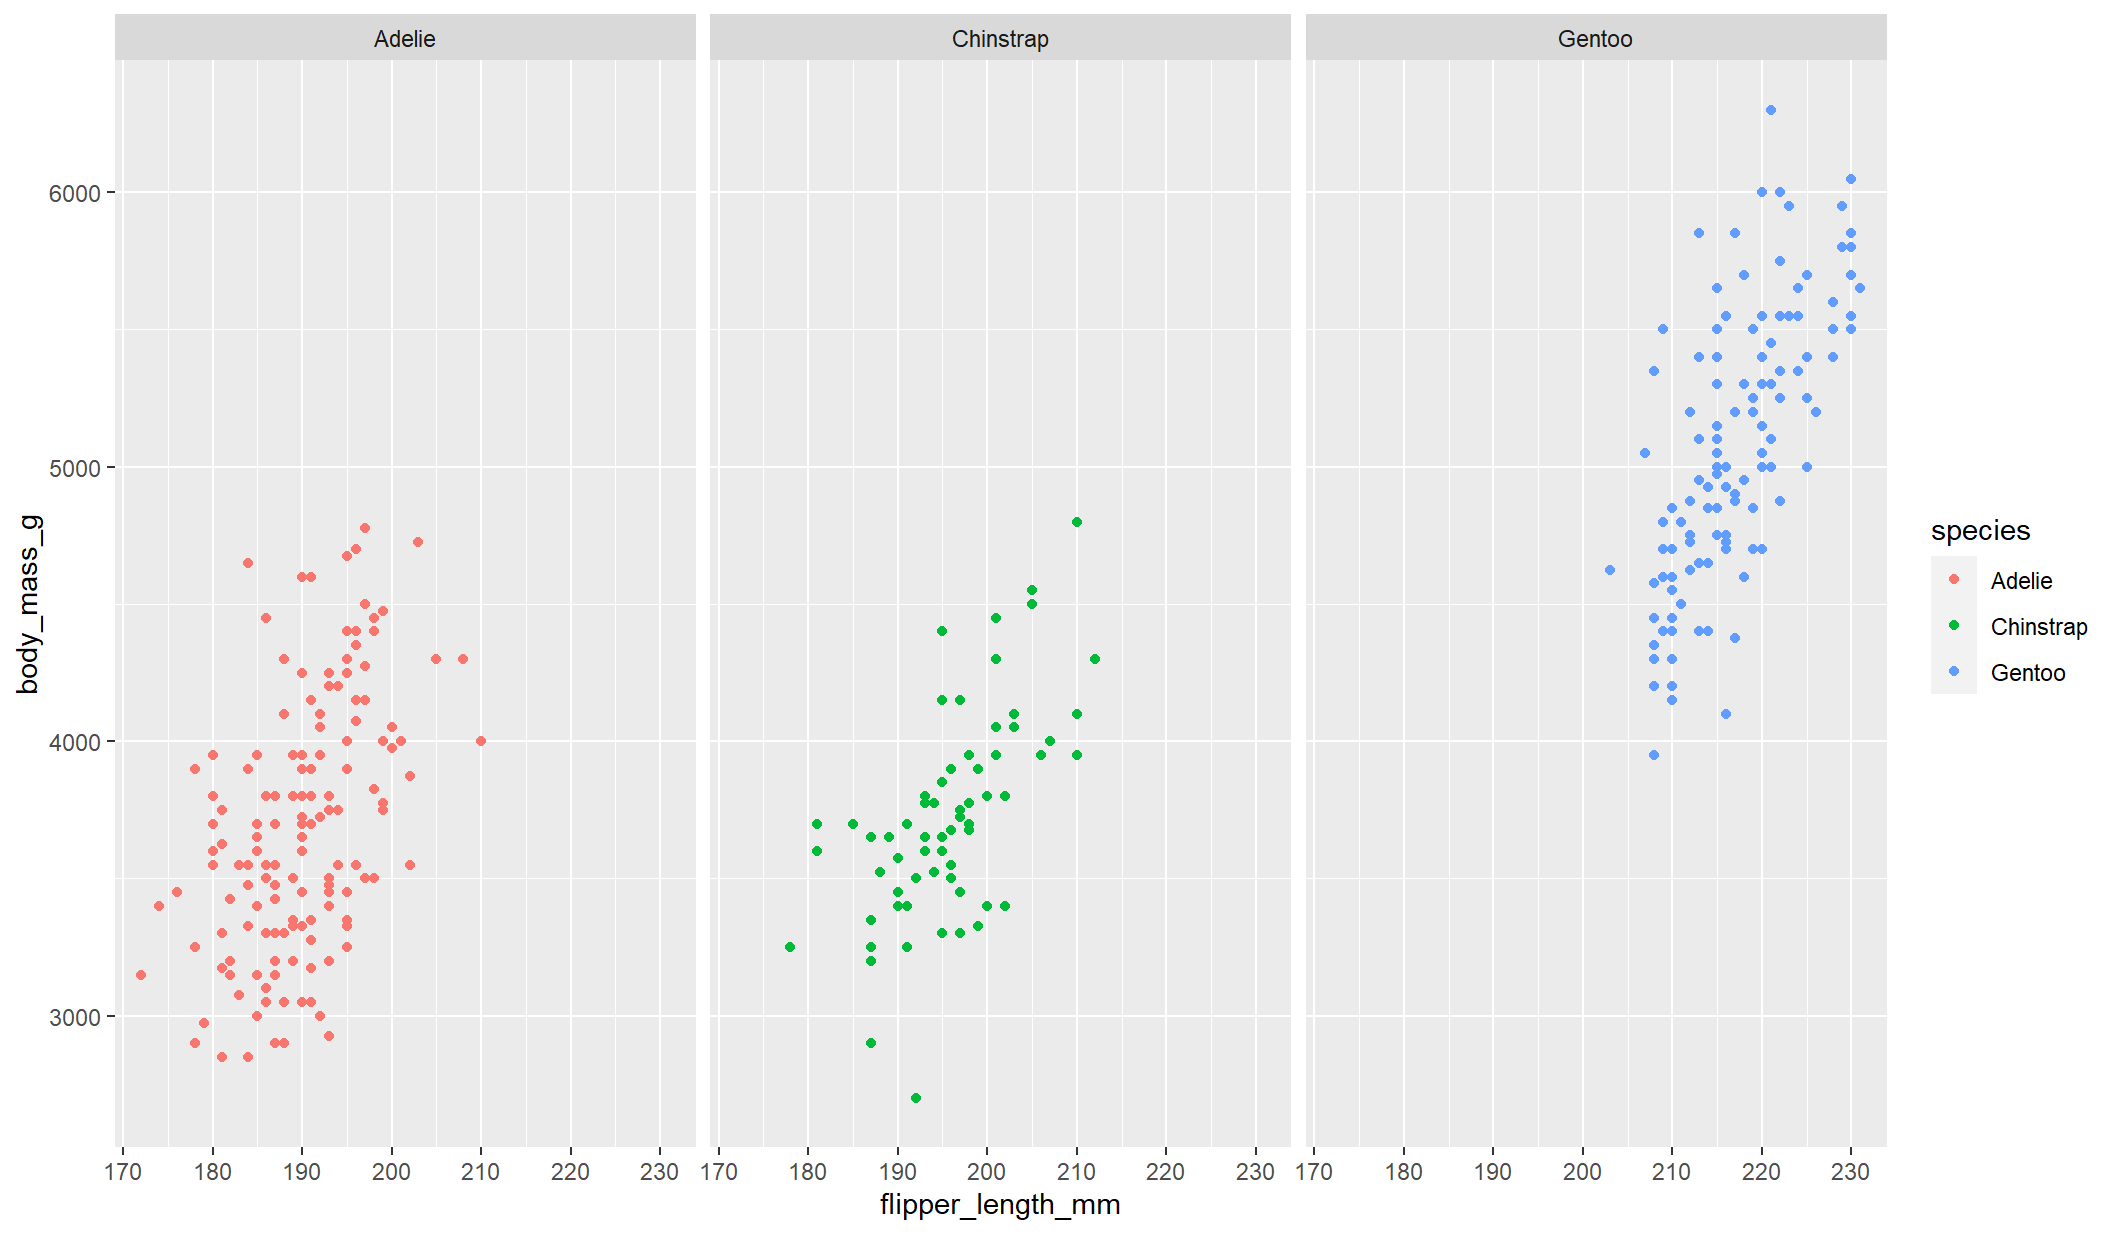 Adelie Chinstrap Gentoo
6000
5000
4000
3000
body_mass_g
170 180 190 200 210 220 230 170 180 190 200 210 220 230 170 180 190 200 210 220 230
flipper_length_mm
species
Adelie
Chinstrap
Gentoo